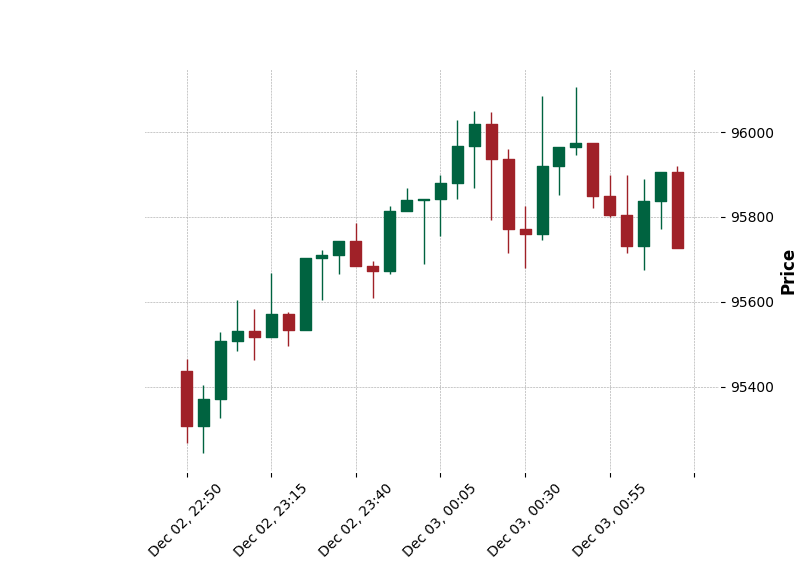 96000
95800
95600
95400
Price
Dec 02, 22:50
Dec 02, 23:15
Dec 02, 23:40
Dec 03, 00:05
Dec 03, 00:30
Dec 03, 00:55